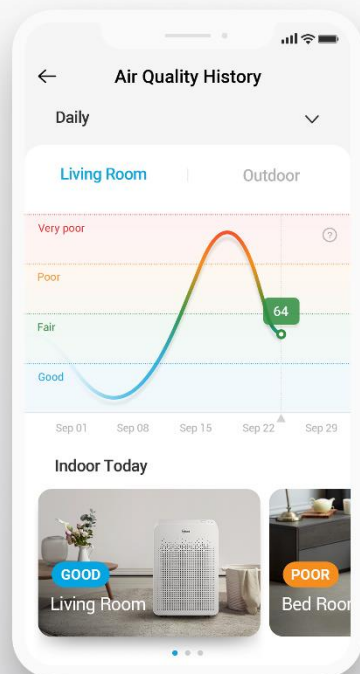 Air Quality History
Daily
Living Room
Outdoor
Very poor
?
Poor
64
Fair
Good
Sep 01 Sep 08 Sep 15 Sep 22 Sep 29
Indoor Today
GOOD
Living Room
POOR
Bed Roor